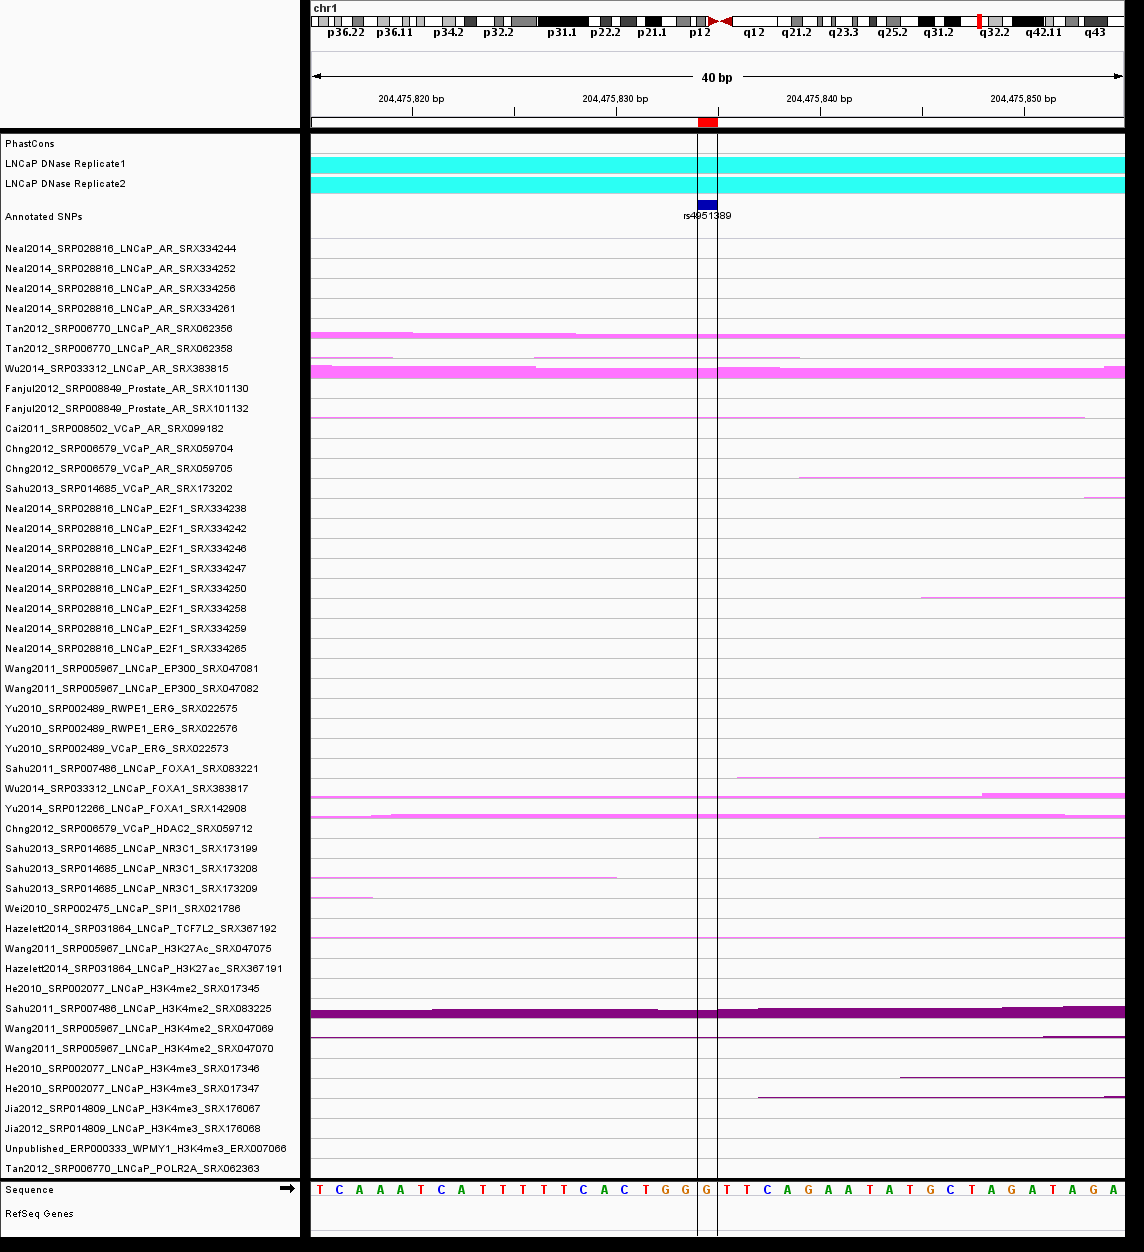 chr1
p36.22 p36.11 p34.2 p32.2 p31.1 p22.2 p21.1 p12 q12 q21.2 q23.3 q25.2 q31.2 q32.2 q42.11 q43
40 bp
204,475,820 bp 204,475,830 bp 204,475,840 bp 204,475,850 bp
PhastCons
LNCaP DNase Replicate1
LNCaP DNase Replicate2
Annotated SNPs
rs4951389
Neal2014_SRP028816_LNCaP_AR_SRX334244
Neal2014_SRP028816_LNCaP_AR_SRX334252
Neal2014_SRP028816_LNCaP_AR_SRX334256
Neal2014_SRP028816_LNCaP_AR_SRX334261
Tan2012_SRP006770_LNCaP_AR_SRX062356
Tan2012_SRP006770_LNCaP_AR_SRX062358
Wu2014_SRP033312_LNCaP_AR_SRX383815
Fanjul2012_SRP008849_Prostate_AR_SRX101130
Fanjul2012_SRP008849_Prostate_AR_SRX101132
Cai2011_SRP008502_VCaP_AR_SRX099182
Chng2012_SRP006579_VCaP_AR_SRX059704
Chng2012_SRP006579_VCaP_AR_SRX059705
Sahu2013_SRP014685_VCaP_AR_SRX173202
Neal2014_SRP028816_LNCaP_E2F1_SRX334238
Neal2014_SRP028816_LNCaP_E2F1_SRX334242
Neal2014_SRP028816_LNCaP_E2F1_SRX334246
Neal2014_SRP028816_LNCaP_E2F1_SRX334247
Neal2014_SRP028816_LNCaP_E2F1_SRX334250
Neal2014_SRP028816_LNCaP_E2F1_SRX334258
Neal2014_SRP028816_LNCaP_E2F1_SRX334259
Neal2014_SRP028816_LNCaP_E2F1_SRX334265
Wang2011_SRP005967_LNCaP_EP300_SRX047081
Wang2011_SRP005967_LNCaP_EP300_SRX047082
Yu2010_SRP002489_RWPE1_ERG_SRX022575
Yu2010_SRP002489_RWPE1_ERG_SRX022576
Yu2010_SRP002489_VCaP_ERG_SRX022573
Sahu2011_SRP007486_LNCaP_FOXA1_SRX083221
Wu2014_SRP033312_LNCaP_FOXA1_SRX383817
Yu2014_SRP012266_LNCaP_FOXA1_SRX142908
Chng2012_SRP006579_VCaP_HDAC2_SRX059712
Sahu2013_SRP014685_LNCaP_NR3C1_SRX173199
Sahu2013_SRP014685_LNCaP_NR3C1_SRX173208
Sahu2013_SRP014685_LNCaP_NR3C1_SRX173209
Wei2010_SRP002475_LNCaP_SPI1_SRX021786
Hazelett2014_SRP031864_LNCaP_TCF7L2_SRX367192
Wang2011_SRP005967_LNCaP_H3K27Ac_SRX047075
Hazelett2014_SRP031864_LNCaP_H3K27ac_SRX367191
He2010_SRP002077_LNCaP_H3K4me2_SRX017345
Sahu2011_SRP007486_LNCaP_H3K4me2_SRX083225
Wang2011_SRP005967_LNCaP_H3K4me2_SRX047069
Wang2011_SRP005967_LNCaP_H3K4me2_SRX047070
He2010_SRP002077_LNCaP_H3K4me3_SRX017346
He2010_SRP002077_LNCaP_H3K4me3_SRX017347
Jia2012_SRP014809_LNCaP_H3K4me3_SRX176067
Jia2012_SRP014809_LNCaP_H3K4me3_SRX176068
Unpublished_ERP000333_WPMY1_H3K4me3_ERX007066
Tan2012_SRP006770_LNCaP_POLR2A_SRX062363
Sequence T C A A A T C A T T T T T C A C T G G G T T C A G A A T A T G C T A G A T A G A
RefSeq Genes